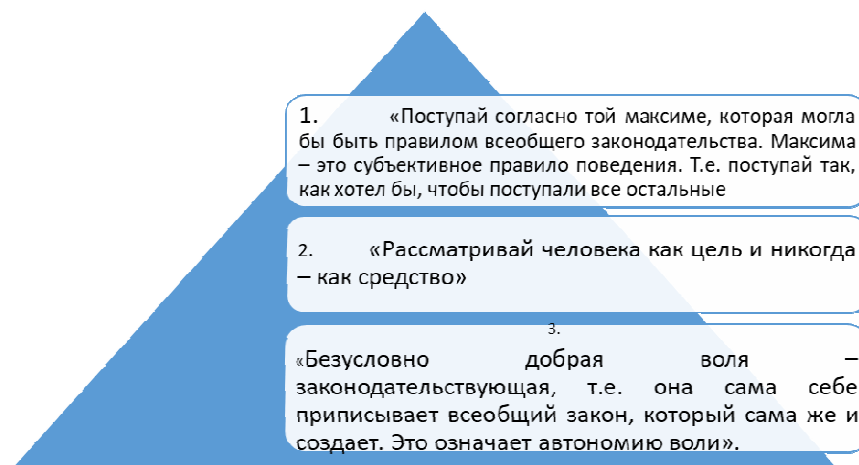 1. «Поступай согласно той максиме, которая могла
бы быть правилом всеобщего законодательства. Максима
– это субъективное правило поведения. Т.е. поступай так,
как хотел бы, чтобы поступали все остальные
2. «Рассматривай человека как цель и никогда
– как средство»
3.
«Безусловно добрая воля –
законодательствующая, т.е. она сама себе
приписывает всеобщий закон, который сама же и
создает. Это означает автономию воли».